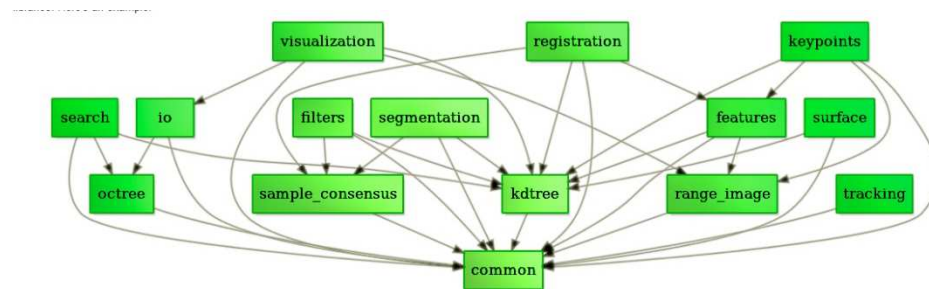 visualization registration keypoints
search io filters segmentation features surface
octree sample_consensus kdtree range_image tracking
common